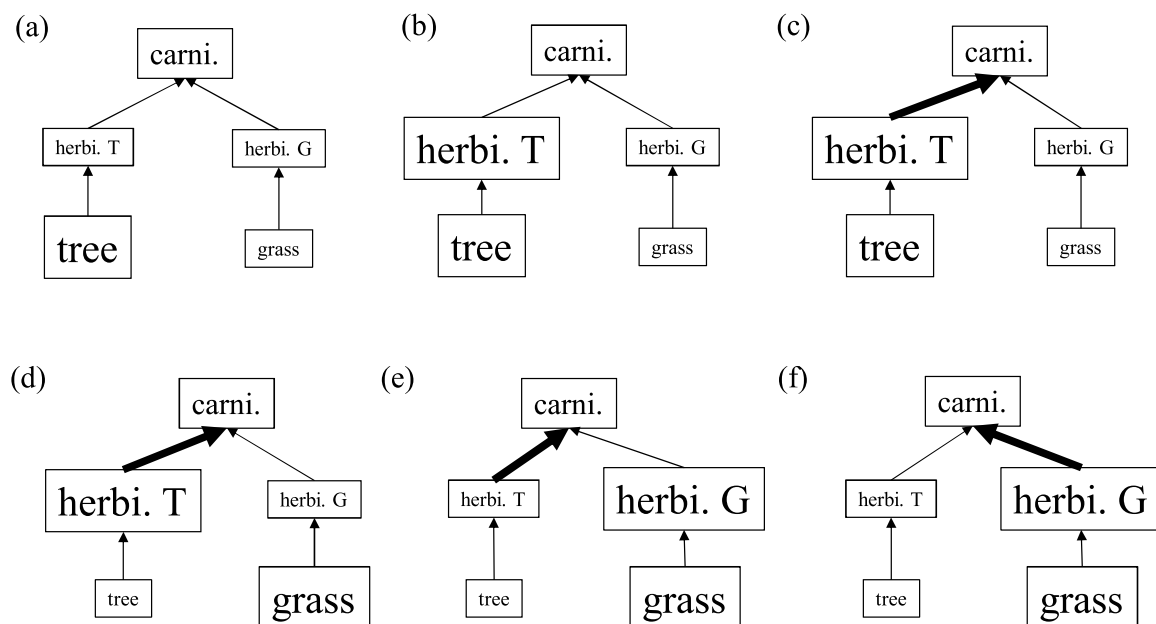 (a)
carni.
herbi. T
herbi. G
tree
grass
(b)
carni.
herbi. T
herbi. G
tree
grass
(c)
carni.
herbi. T
herbi. G
tree
grass
(d)
carni.
herbi. T
herbi. G
tree
grass
(e)
carni.
herbi. T
herbi. G
tree
grass
(f)
carni.
herbi. T
herbi. G
tree
grass